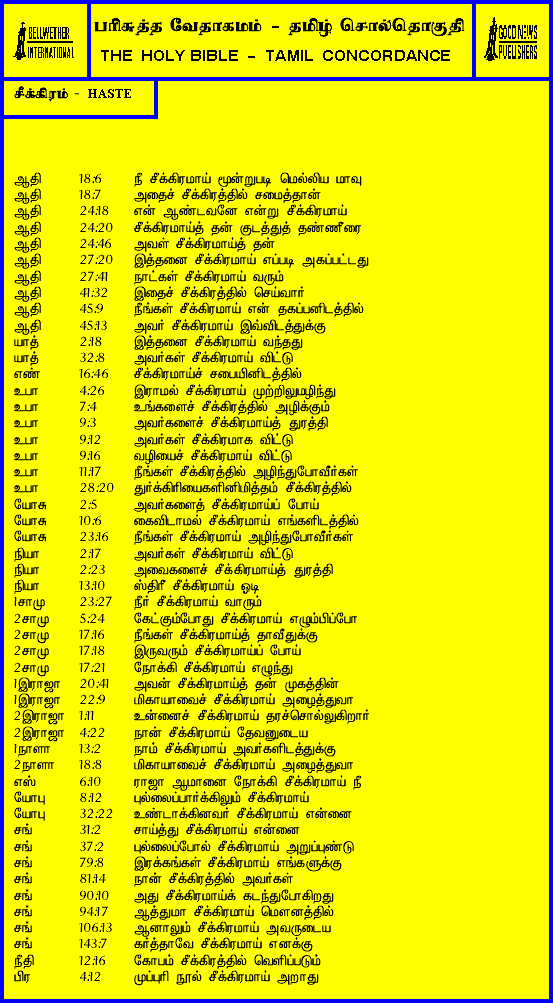 BELLWETHER
INTERNATIONAL
பரிசுத்த வேதாகமம் - தமிழ் சொல்தொகுதி
THE HOLY BIBLE - TAMIL CONCORDANCE
GOOD NEWS
PUBLISHERS
சீக்கிரம் - HASTE
ஆதி 18:6 நீ சீக்கிரமாய் மூன்றுபடி மெல்லிய மாவு
ஆதி 18:7 அதைச் சீக்கிரத்தில் சமைத்தான்
ஆதி 24:18 என் ஆண்டவனே என்று சீக்கிரமாய்
ஆதி 24:20 சீக்கிரமாய்த் தன் குடத்துத் தண்ணீரை
ஆதி 24:46 அவள் சீக்கிரமாய்த் தன்
ஆதி 27:20 இத்தனை சீக்கிரமாய் எப்படி அகப்பட்டது
ஆதி 27:41 நாட்கள் சீக்கிரமாய் வரும்
ஆதி 41:32 இதைச் சீக்கிரத்தில் செய்வார்
ஆதி 45:9 நீங்கள் சீக்கிரமாய் என் தகப்பனிடத்தில்
ஆதி 45:13 அவர் சீக்கிரமாய் இவ்விடத்துக்கு
யாத் 2:18 இத்தனை சீக்கிரமாய் வந்தது
யாத் 32:8 அவர்கள் சீக்கிரமாய் விட்டு
எண் 16:46 சீக்கிரமாய்ச் சபையினிடத்தில்
உபா 4:26 இராமல் சீக்கிரமாய் முற்றிலுமழிந்து
உபா 7:4 உங்களைச் சீக்கிரத்தில் அழிக்கும்
உபா 9:3 அவர்களைச் சீக்கிரமாய்த் துரத்தி
உபா 9:12 அவர்கள் சீக்கிரமாக விட்டு
உபா 9:16 வழியைச் சீக்கிரமாய் விட்டு
உபா 11:17 நீங்கள் சீக்கிரத்தில் அழிந்துபோவீர்கள்
உபா 28:20 துர்க்கிரியைகளினிமித்தம் சீக்கிரத்தில்
யோசு 2:5 அவர்களைத் சீக்கிரமாய்ப் போய்
யோசு 10:6 கைவிடாமல் சீக்கிரமாய் எங்களிடத்தில்
யோசு 23:16 நீங்கள் சீக்கிரமாய் அழிந்துபோவீர்கள்
நியா 2:17 அவர்கள் சீக்கிரமாய் விட்டு
நியா 2:23 அவைகளைச் சீக்கிரமாய்த் துரத்தி
நியா 13:10 ஸ்திரீ சீக்கிரமாய் ஓடி
1சாமு 23:27 நீர் சீக்கிரமாய் வாரும்
2சாமு 5:24 கேட்கும்போது சீக்கிரமாய் எழும்பிப்போ
2சாமு 17:16 நீங்கள் சீக்கிரமாய்த் தாவீதுக்கு
2சாமு 17:18 இருவரும் சீக்கிரமாய்ப் போய்
2சாமு 17:21 நோக்கி சீக்கிரமாய் எழுந்து
1இராஜா 20:41 அவன் சீக்கிரமாய்த் தன் முகத்தின்
1இராஜா 22:9 மிகாயாவைச் சீக்கிரமாய் அழைத்துவா
2இராஜா 1:11 உன்னைச் சீக்கிரமாய் தரச்சொல்லுகிறார்
2இராஜா 4:22 நான் சீக்கிரமாய் தேவனுடைய
1நாளா 13:2 நாம் சீக்கிரமாய் அவர்களிடத்துக்கு
2நாளா 18:8 மிகாயாவைச் சீக்கிரமாய் அழைத்துவா
எஸ் 6:10 ராஜா ஆமானை நோக்கி சீக்கிரமாய் நீ
யோபு 8:12 புல்லைப்பார்க்கிலும் சீக்கிரமாய்
யோபு 32:22 உண்டாக்கினவர் சீக்கிரமாய் என்னை
சங் 31:2 சாய்த்து சீக்கிரமாய் என்னை
சங் 37:2 புல்லைப்போல் சீக்கிரமாய் அறுப்புண்டு
சங் 79:8 இரக்கங்கள் சீக்கிரமாய் எங்களுக்கு
சங் 81:14 நான் சீக்கிரத்தில் அவர்கள்
சங் 90:10 அது சீக்கிரமாய்க் கடந்துபோகிறது
சங் 94:17 ஆத்துமா சீக்கிரமாய் மௌனத்தில்
சங் 106:13 ஆனாலும் சீக்கிரமாய் அவருடைய
சங் 143:7 கர்த்தாவே சீக்கிரமாய் எனக்கு
நீதி 12:16 கோபம் சீக்கிரத்தில் வெளிப்படும்
பிர 4:12 முப்புரி நூல் சீக்கிரமாய் அறாது